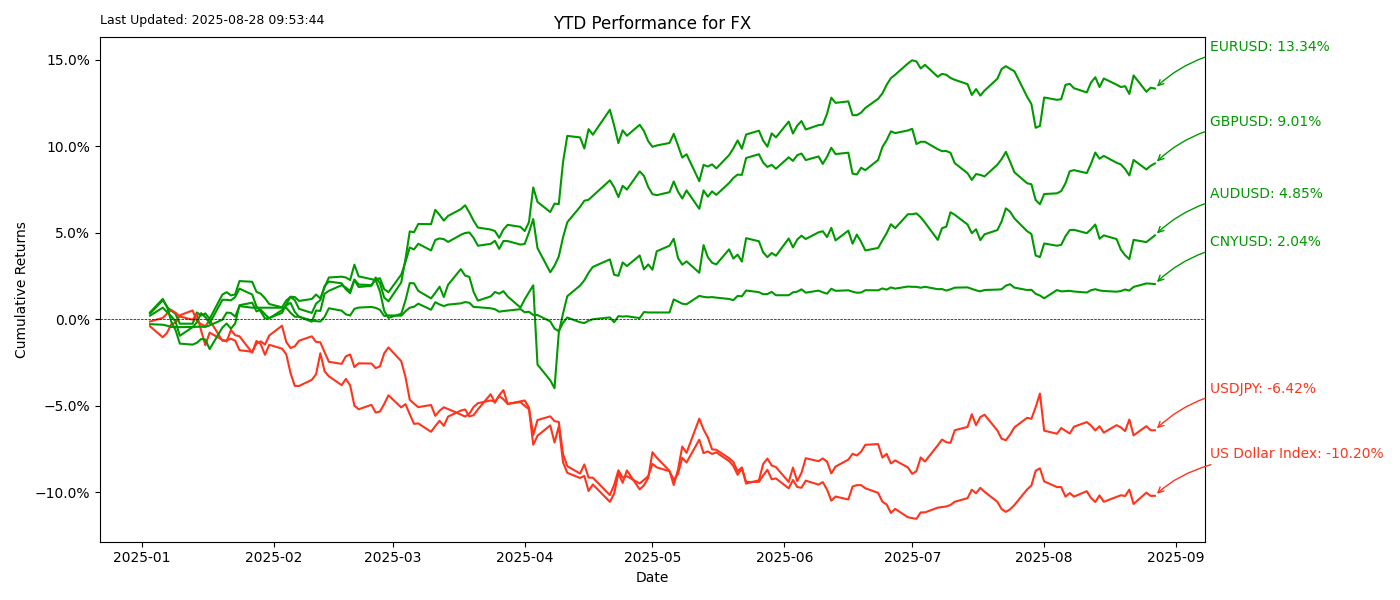 Last Updated: 2025-08-28 09:53:44
YTD Performance for FX
Cumulative Returns
15.0%
10.0%
5.0%
0.0%
−5.0%
−10.0%
EURUSD: 13.34%
GBPUSD: 9.01%
AUDUSD: 4.85%
CNYUSD: 2.04%
USDJPY: -6.42%
US Dollar Index: -10.20%
2025-01
2025-02
2025-03
2025-04
2025-05
2025-06
2025-07
2025-08
2025-09
Date